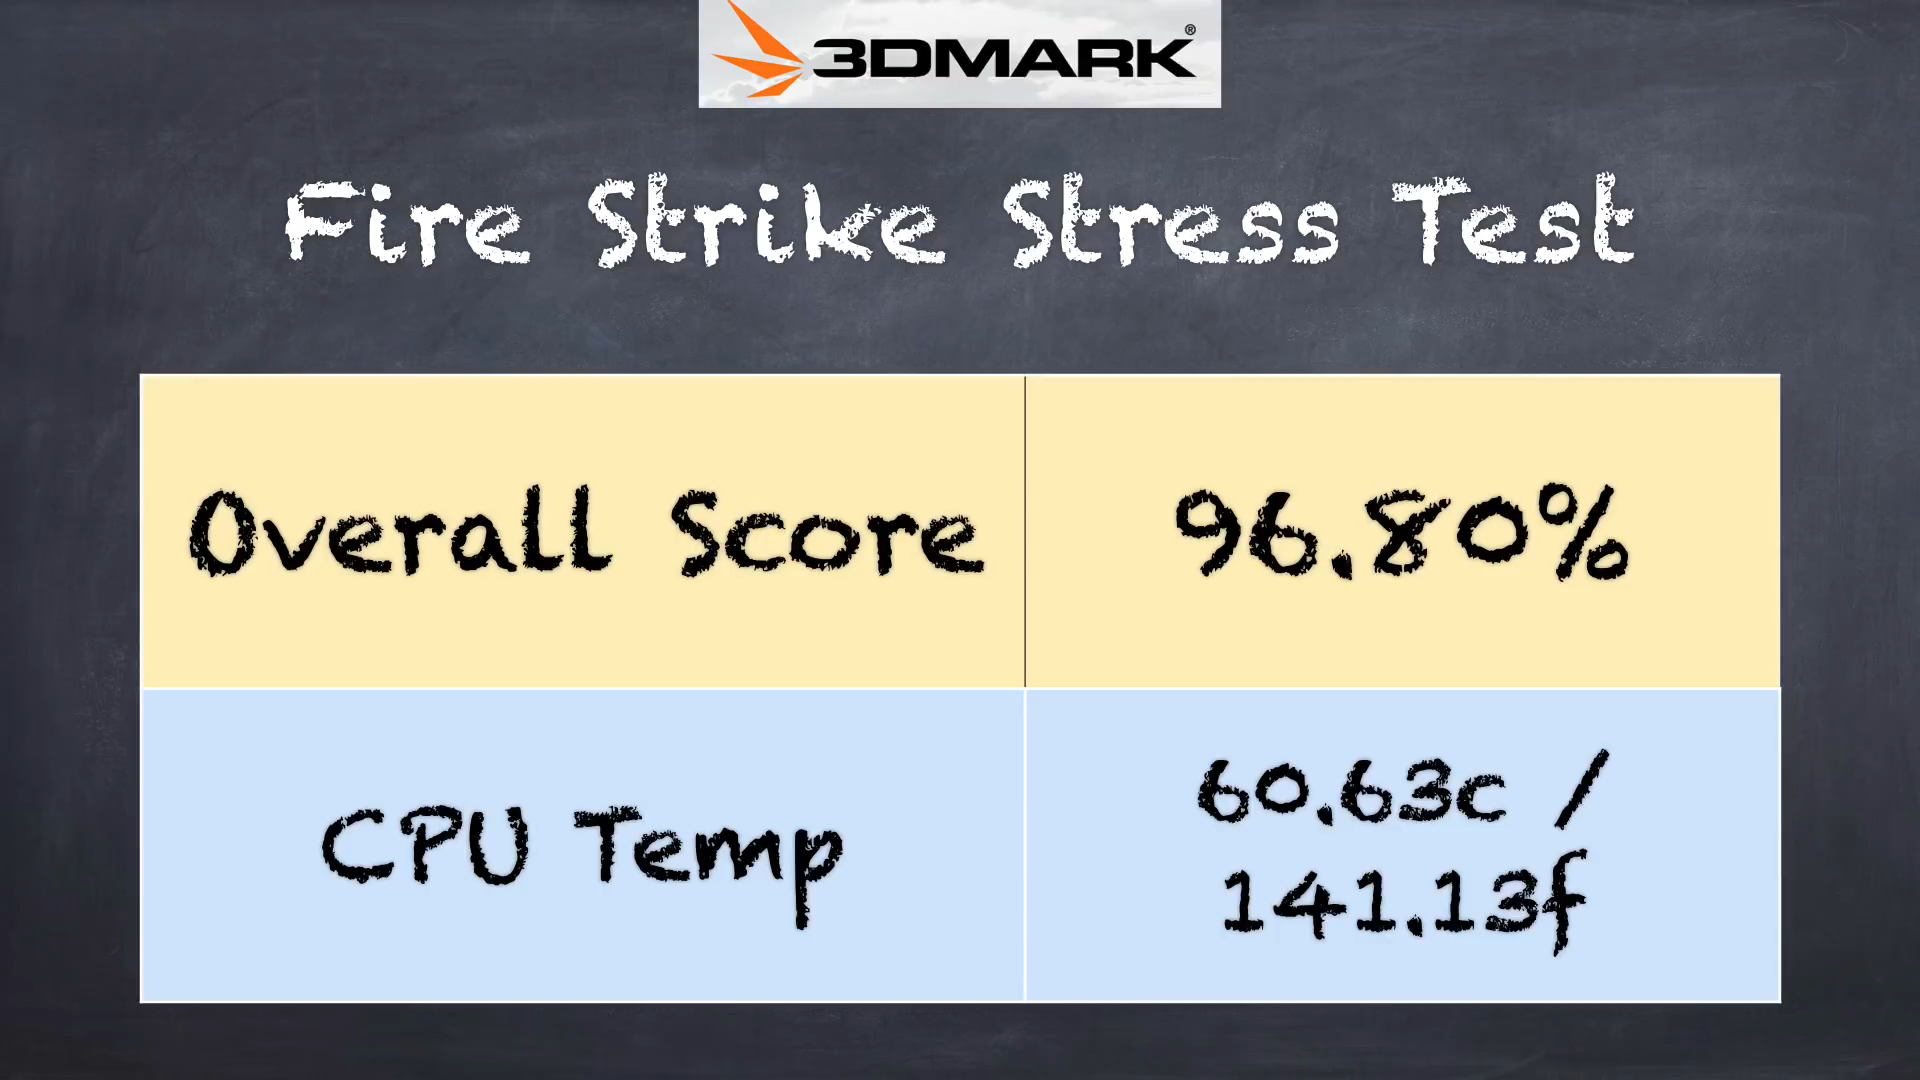 3DMARK®
Fire Strike Stress Test
Overall Score 96.80%
CPU Temp 60.63c /
141.13f